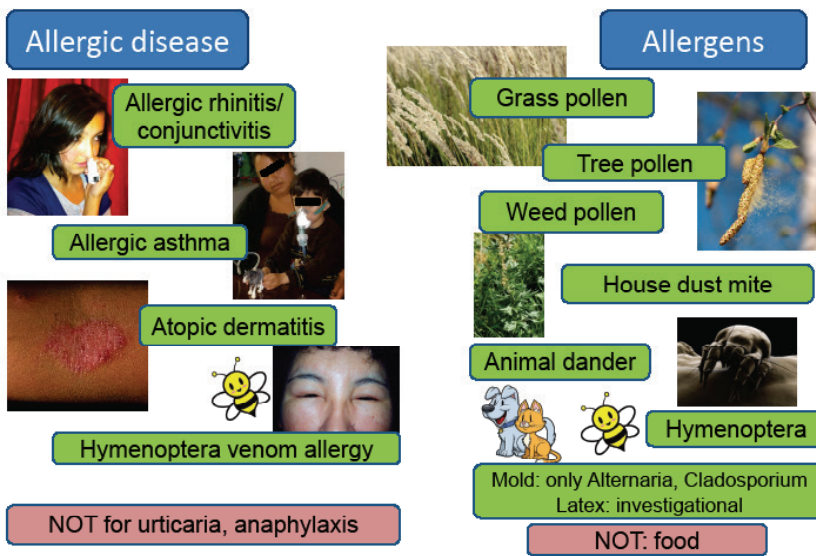 Allergic disease
Allergic rhinitis/
conjunctivitis
Allergic asthma
Atopic dermatitis
Hymenoptera venom allergy
NOT for urticaria, anaphylaxis
Allergens
Grass pollen
Tree pollen
Weed pollen
House dust mite
Animal dander
Hymenoptera
Mold: only Alternaria, Cladosporium
Latex: investigational
NOT: food